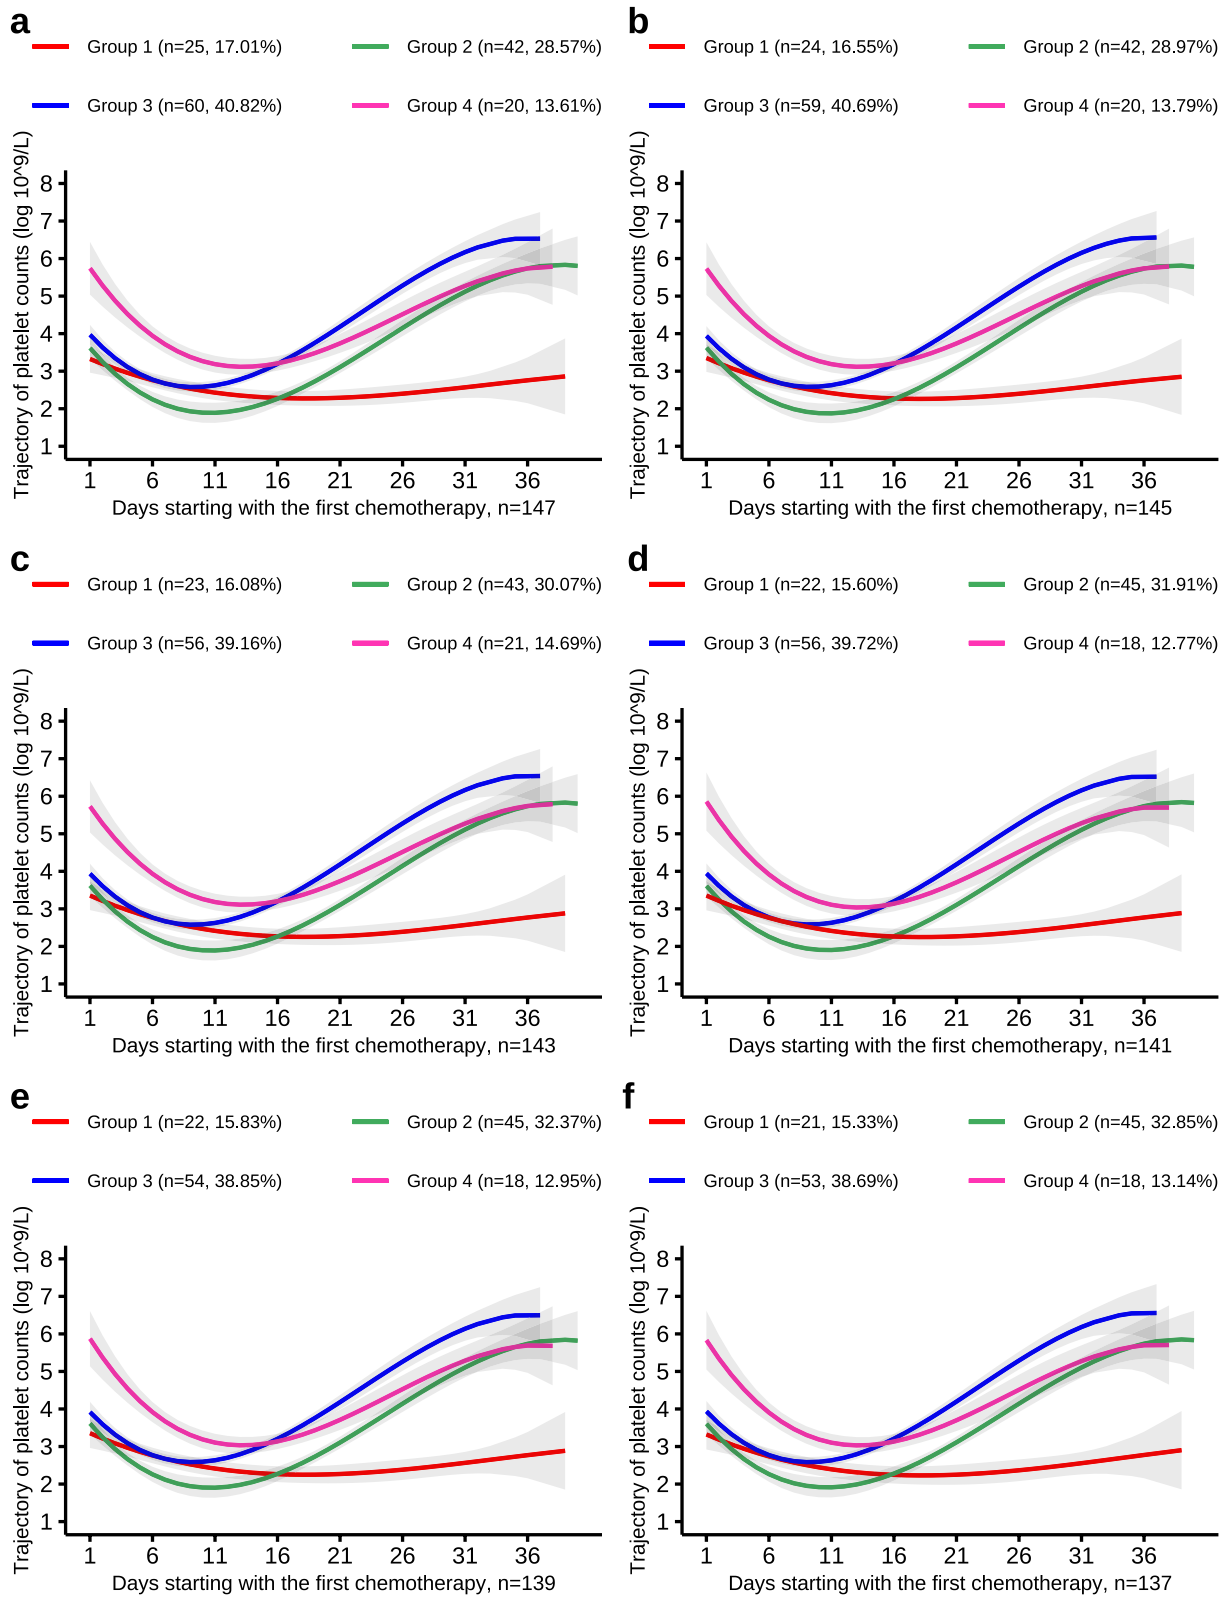 a
Group 1 (n=25, 17.01%)
Group 2 (n=42, 28.57%)
Group 3 (n=60, 40.82%)
Group 4 (n=20, 13.61%)
Trajectory of platelet counts (log 10^9/L)
8
7
6
5
4
3
2
1
1 6 11 16 21 26 31 36
Days starting with the first chemotherapy, n=147
b
Group 1 (n=24, 16.55%)
Group 2 (n=42, 28.97%)
Group 3 (n=59, 40.69%)
Group 4 (n=20, 13.79%)
Trajectory of platelet counts (log 10^9/L)
8
7
6
5
4
3
2
1
1 6 11 16 21 26 31 36
Days starting with the first chemotherapy, n=145
c
Group 1 (n=23, 16.08%)
Group 2 (n=43, 30.07%)
Group 3 (n=56, 39.16%)
Group 4 (n=21, 14.69%)
Trajectory of platelet counts (log 10^9/L)
8
7
6
5
4
3
2
1
1 6 11 16 21 26 31 36
Days starting with the first chemotherapy, n=143
d
Group 1 (n=22, 15.60%)
Group 2 (n=45, 31.91%)
Group 3 (n=56, 39.72%)
Group 4 (n=18, 12.77%)
Trajectory of platelet counts (log 10^9/L)
8
7
6
5
4
3
2
1
1 6 11 16 21 26 31 36
Days starting with the first chemotherapy, n=141
e
Group 1 (n=22, 15.83%)
Group 2 (n=45, 32.37%)
Group 3 (n=54, 38.85%)
Group 4 (n=18, 12.95%)
Trajectory of platelet counts (log 10^9/L)
8
7
6
5
4
3
2
1
1 6 11 16 21 26 31 36
Days starting with the first chemotherapy, n=139
f
Group 1 (n=21, 15.33%)
Group 2 (n=45, 32.85%)
Group 3 (n=53, 38.69%)
Group 4 (n=18, 13.14%)
Trajectory of platelet counts (log 10^9/L)
8
7
6
5
4
3
2
1
1 6 11 16 21 26 31 36
Days starting with the first chemotherapy, n=137